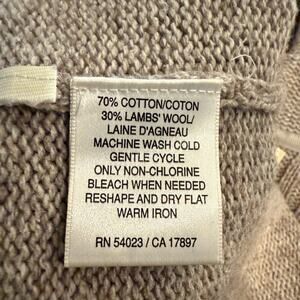 70% COTTON/COTON
30% LAMBS' WOOL/
LAINE D'AGNEAU
MACHINE WASH COLD
GENTLE CYCLE
ONLY NON-CHLORINE
BLEACH WHEN NEEDED
RESHAPE AND DRY FLAT
WARM IRON
RN 54023 / CA 17897